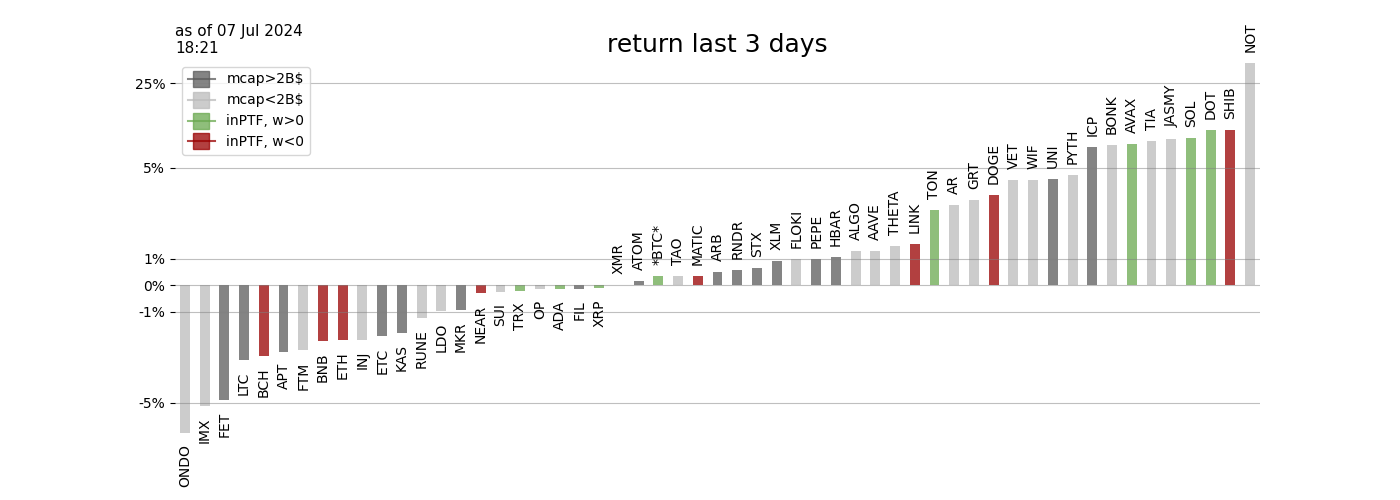 as of 07 Jul 2024
18:21
return last 3 days
mcap>2B$
mcap<2B$
inPTF, w>0
inPTF, w<0
25%
5%
1%
0%
-1%
-5%
ONDO
IMX
FET
LTC
BCH
APT
FTM
BNB
ETH
INJ
ETC
KAS
RUNE
LDO
MKR
NEAR
SUI
TRX
OP
ADA
FIL
XRP
XMR
ATOM
*BTC*
TAO
MATIC
ARB
RNDR
STX
XLM
FLOKI
PEPE
HBAR
ALGO
AAVE
THETA
LINK
TON
AR
GRT
DOGE
VET
WIF
UNI
PYTH
ICP
BONK
AVAX
TIA
JASMY
SOL
DOT
SHIB
NOT